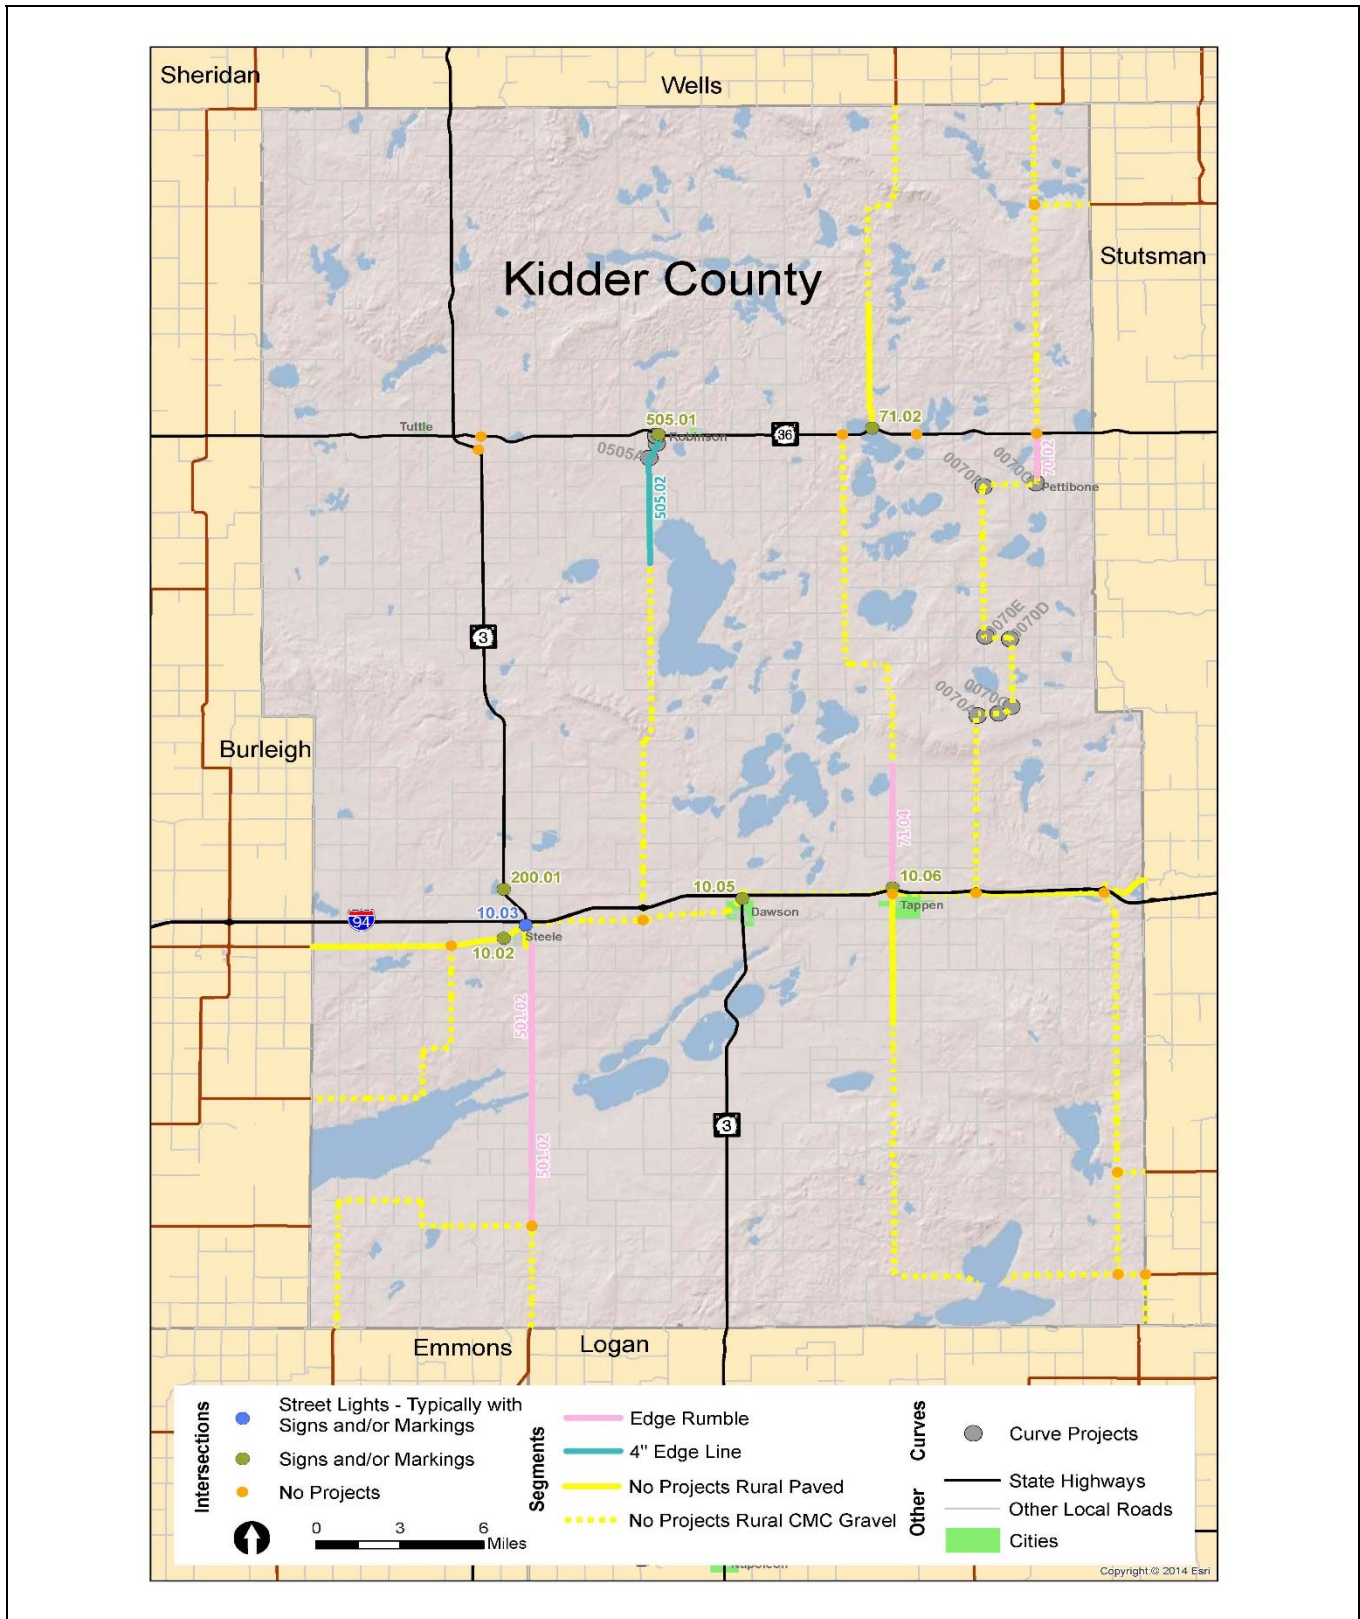 Sheridan
Wells
Kidder County
Stutsman
Tuttle
505.01
71.02
36
Robinson
0505A
70.02
0070G
Pettibone
505.02
3
0070E
0070D
0070A
Burleigh
71.04
200.01
10.05
10.06
10.03
94
Dawson
Tappen
Steele
10.02
501.02
3
501.02
Emmons
Logan
Intersections
Street Lights - Typically with
Signs and/or Markings
Signs and/or Markings
No Projects
0 3 6
Miles
Segments
Edge Rumble
4" Edge Line
No Projects Rural Paved
No Projects Rural CMC Gravel
Curves
Curve Projects
Other
State Highways
Other Local Roads
Cities
Copyright:© 2014 Esri